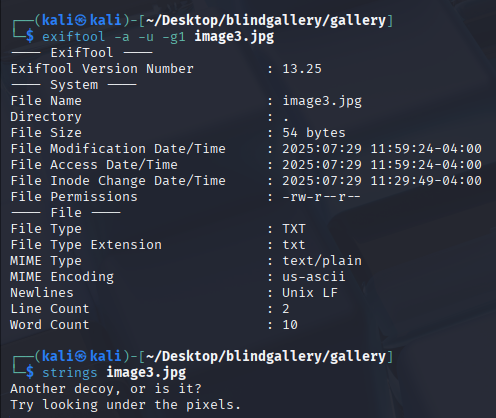 ┌──(kali㉿kali)-[~/Desktop/blindgallery/gallery]
└─$ exiftool -a -u -g1 image3.jpg
---- ExifTool ----
ExifTool Version Number         : 13.25
---- System ----
File Name                       : image3.jpg
Directory                       : .
File Size                       : 54 bytes
File Modification Date/Time     : 2025:07:29 11:59:24-04:00
File Access Date/Time           : 2025:07:29 11:59:24-04:00
File Inode Change Date/Time     : 2025:07:29 11:29:49-04:00
File Permissions                : -rw-r--r--
---- File ----
File Type                       : TXT
File Type Extension             : txt
MIME Type                       : text/plain
MIME Encoding                   : us-ascii
Newlines                        : Unix LF
Line Count                      : 2
Word Count                      : 10
┌──(kali㉿kali)-[~/Desktop/blindgallery/gallery]
└─$ strings image3.jpg
Another decoy, or is it?
Try looking under the pixels.